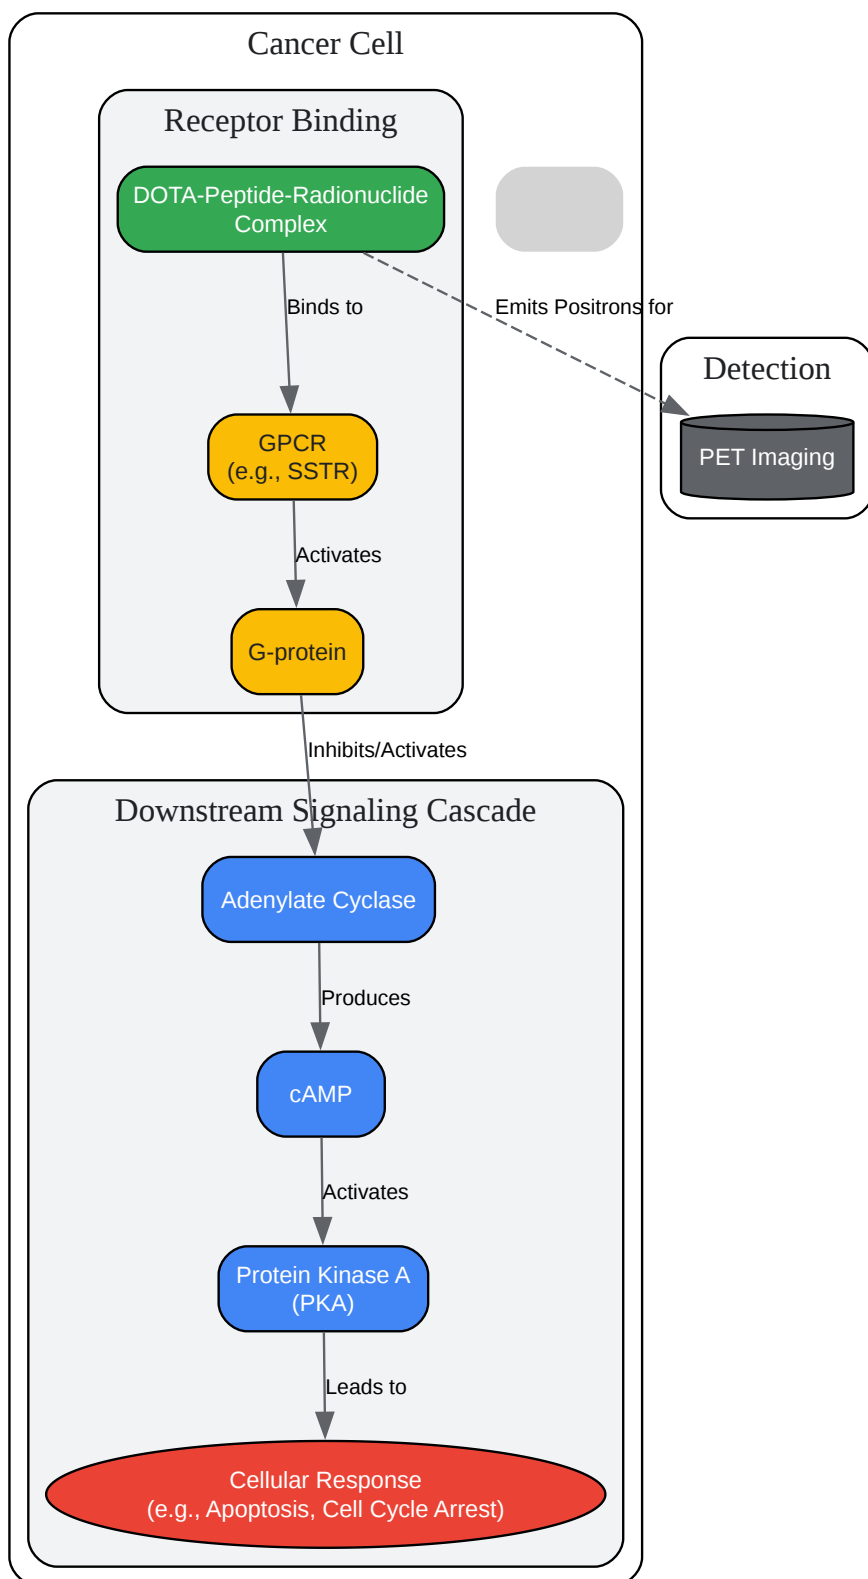 Cancer Cell
Receptor Binding
DOTA-Peptide-Radionuclide
Complex
Binds to
Emits Positrons for
Detection
GPCR
(e.g., SSTR)
PET Imaging
Activates
G-protein
Inhibits/Activates
Downstream Signaling Cascade
Adenylate Cyclase
Produces
cAMP
Activates
Protein Kinase A
(PKA)
Leads to
Cellular Response
(e.g., Apoptosis, Cell Cycle Arrest)